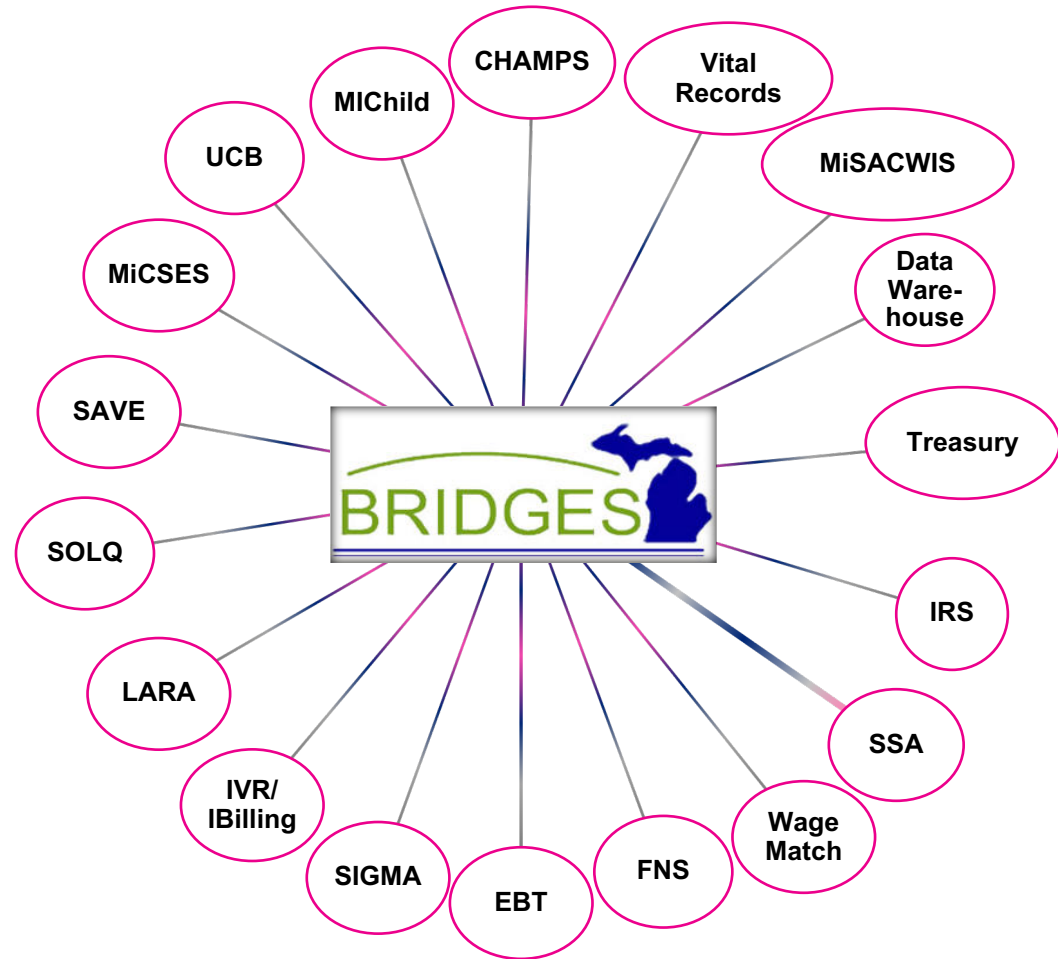 CHAMPS
Vital
Records
MIChild
UCB
MiSACWIS
MiCSES
Data
Ware-
house
SAVE
Treasury
BRIDGES
SOLQ
IRS
LARA
SSA
IVR/
IBilling
Wage
Match
SIGMA
FNS
EBT